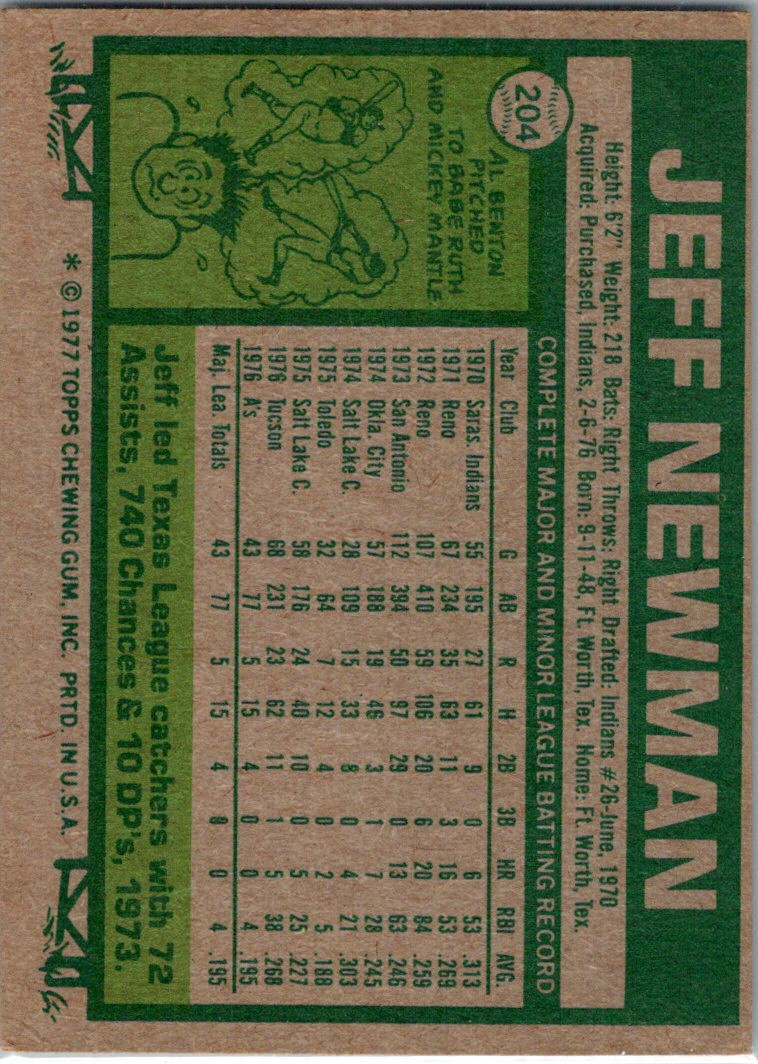 JEFF NEWMAN
204
Height: 6'2" Weight: 218 Bats: Right Throws: Right Drafted: Indians #26-June, 1970
Acquired: Purchased, Indians, 2-6-76 Born: 9-11-48, Ft. Worth, Tex. Home: Ft. Worth, Tex.
COMPLETE MAJOR AND MINOR LEAGUE BATTING RECORD
Year Club G AB R H 2B 3B HR RBI AVG.
1970 Saras. Indians 55 195 27 61 9 0 6 53 .313
1971 Reno 67 234 35 63 11 3 16 53 .269
1972 Reno 107 410 59 106 20 6 20 84 .259
1973 San Antonio 112 394 50 97 29 0 13 63 .246
1974 Okla. City 57 188 19 46 3 1 7 28 .245
1974 Salt Lake C. 28 109 15 33 8 0 4 21 .303
1975 Toledo 32 64 7 12 4 0 2 5 .188
1975 Salt Lake C. 58 176 24 40 10 0 5 25 .227
1976 Tucson 68 231 23 62 11 1 5 38 .268
1976 A's 43 77 5 15 4 0 0 4 .195
Maj. Lea. Totals 43 77 5 15 4 8 0 4 .195
AL BENTON
PITCHED
TO BABE RUTH
AND MICKEY MANTLE.
Jeff led Texas League catchers with 72
Assists, 740 Chances & 10 DP's, 1973.
* © 1977 TOPPS CHEWING GUM, INC. PRTD. IN U.S.A.